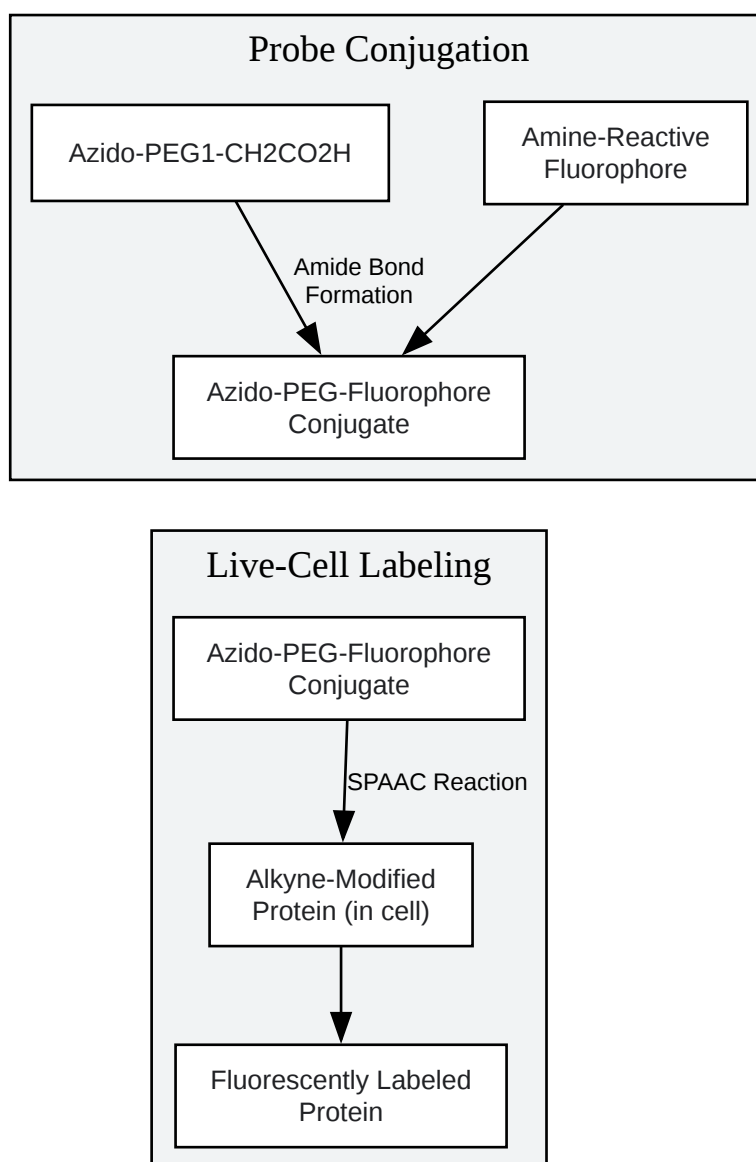 Probe Conjugation
Azido-PEG1-CH2CO2H
Amine-Reactive
Fluorophore
Amide Bond
Formation
Azido-PEG-Fluorophore
Conjugate
Live-Cell Labeling
Azido-PEG-Fluorophore
Conjugate
SPAAC Reaction
Alkyne-Modified
Protein (in cell)
Fluorescently Labeled
Protein